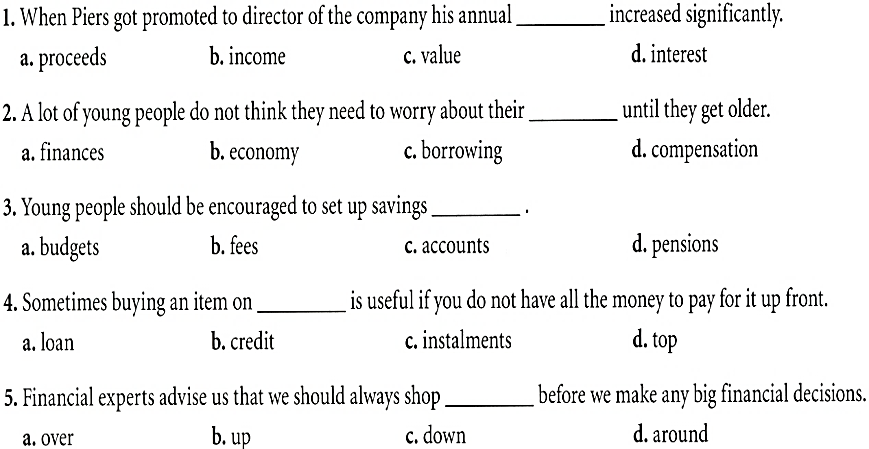 1. When Piers got promoted to director of the company his annual _________ increased significantly.
a. proceeds b. income c. value d. interest
2. A lot of young people do not think they need to worry about their _________ until they get older.
a. finances b. economy c. borrowing d. compensation
3. Young people should be encouraged to set up savings _________ .
a. budgets b. fees c. accounts d. pensions
4. Sometimes buying an item on _________ is useful if you do not have all the money to pay for it up front.
a. loan b. credit c. instalments d. top
5. Financial experts advise us that we should always shop _________ before we make any big financial decisions.
a. over b. up c. down d. around